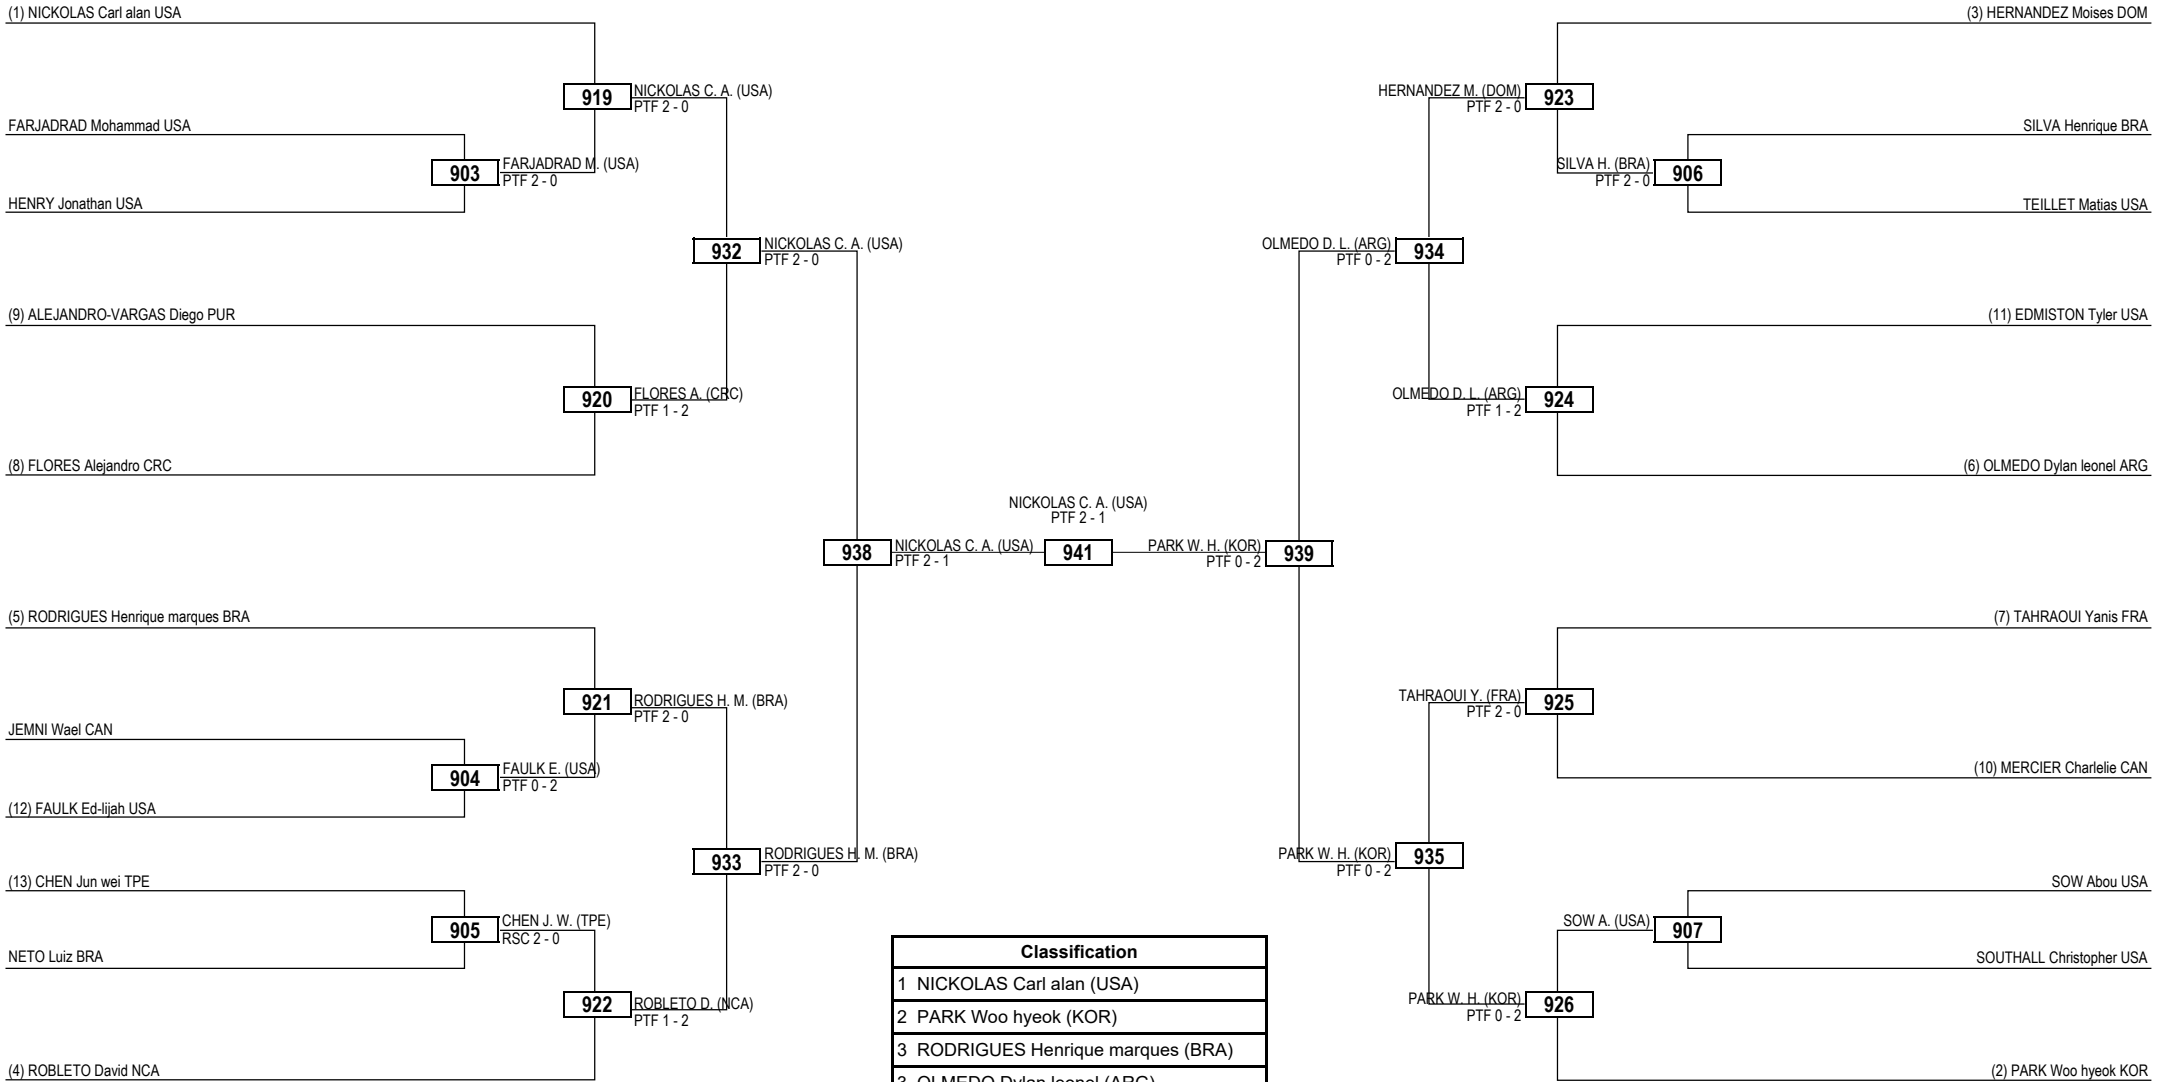 (1) NICKOLAS Carl alan USA
(3) HERNANDEZ Moises DOM
919
NICKOLAS C. A. (USA)
PTF 2 - 0
HERNANDEZ M. (DOM)
PTF 2 - 0
923
FARJADRAD Mohammad USA
SILVA Henrique BRA
903
FARJADRAD M. (USA)
PTF 2 - 0
SILVA H. (BRA)
PTF 2 - 0
906
HENRY Jonathan USA
TEILLET Matias USA
932
NICKOLAS C. A. (USA)
PTF 2 - 0
OLMEDO D. L. (ARG)
PTF 0 - 2
934
(9) ALEJANDRO-VARGAS Diego PUR
(11) EDMISTON Tyler USA
920
FLORES A. (CRC)
PTF 1 - 2
OLMEDO D. L. (ARG)
PTF 1 - 2
924
(8) FLORES Alejandro CRC
(6) OLMEDO Dylan leonel ARG
NICKOLAS C. A. (USA)
PTF 2 - 1
938
NICKOLAS C. A. (USA)
PTF 2 - 1
941
PARK W. H. (KOR)
PTF 0 - 2
939
(5) RODRIGUES Henrique marques BRA
(7) TAHRAOUI Yanis FRA
921
RODRIGUES H. M. (BRA)
PTF 2 - 0
TAHRAOUI Y. (FRA)
PTF 2 - 0
925
JEMNI Wael CAN
904
FAULK E. (USA)
PTF 0 - 2
(10) MERCIER Charlelie CAN
(12) FAULK Ed-lijah USA
933
RODRIGUES H. M. (BRA)
PTF 2 - 0
PARK W. H. (KOR)
PTF 0 - 2
935
(13) CHEN Jun wei TPE
SOW Abou USA
905
CHEN J. W. (TPE)
RSC 2 - 0
SOW A. (USA)
907
NETO Luiz BRA
SOUTHALL Christopher USA
922
ROBLETO D. (NCA)
PTF 1 - 2
PARK W. H. (KOR)
PTF 0 - 2
926
(4) ROBLETO David NCA
(2) PARK Woo hyeok KOR
Classification
1 NICKOLAS Carl alan (USA)
2 PARK Woo hyeok (KOR)
3 RODRIGUES Henrique marques (BRA)
3 OLMEDO Dylan leonel (ARG)